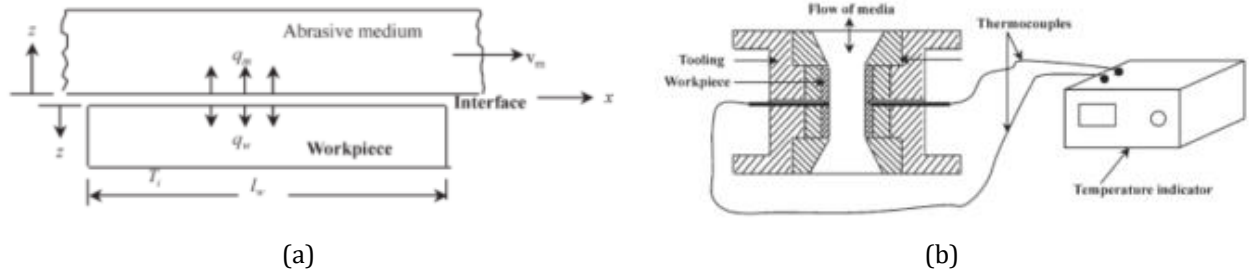 Abrasive medium
z
q_m
v_m
Interface
x
z
q_w
Workpiece
T_i
l_w
(a)
Flow of media
Thermocouples
Tooling
Workpiece
Temperature indicator
(b)